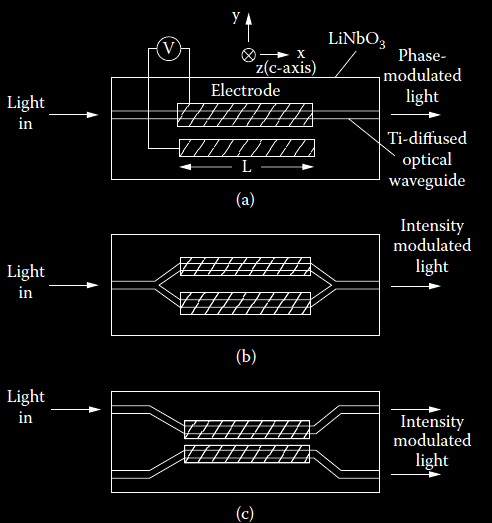 y
V
x
z(c-axis)
LiNbO3
Electrode
Light
in
Phase-
modulated
light
Ti-diffused
optical
waveguide
L
(a)
Light
in
Intensity
modulated
light
(b)
Light
in
Intensity
modulated
light
(c)